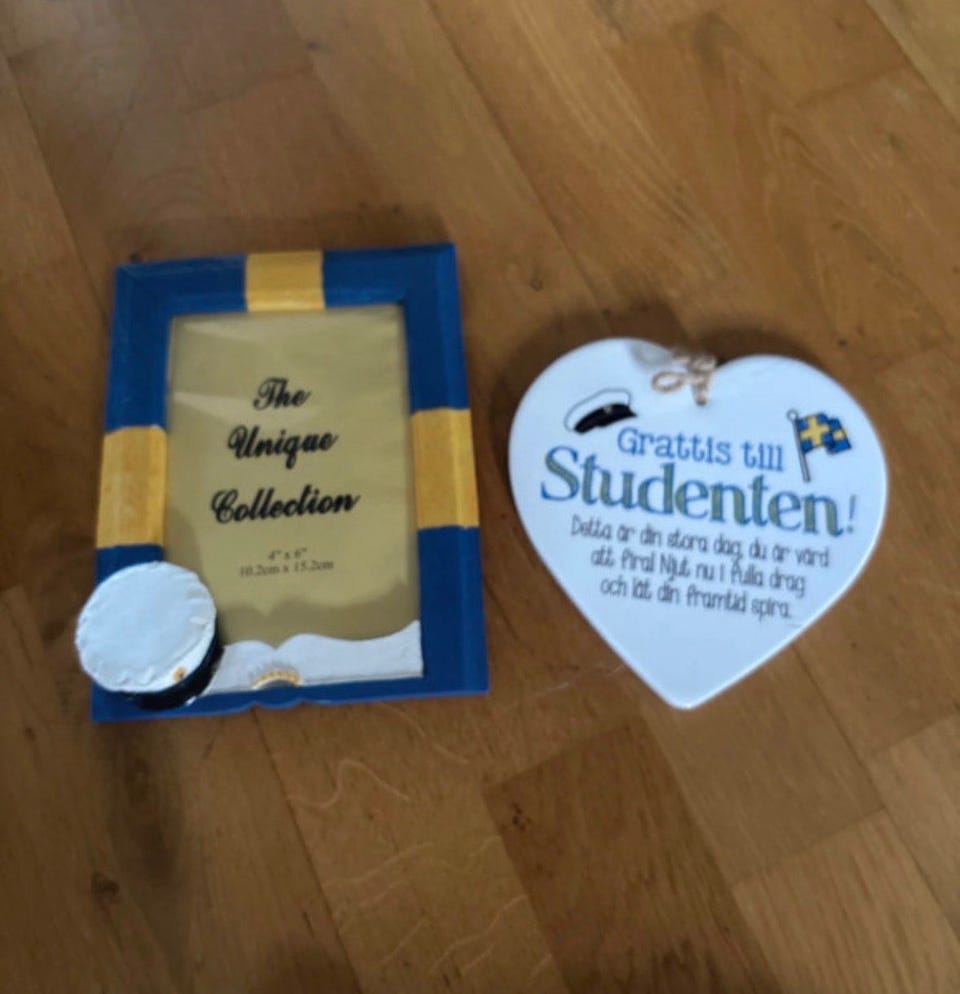 The
Unique
Collection
4" x 6"
10.2cm x 15.2cm
Grattis till
Studenten!
Detta är din stora dag, du är värd
att fira! Njut nu i fulla drag
och låt din framtid spira.